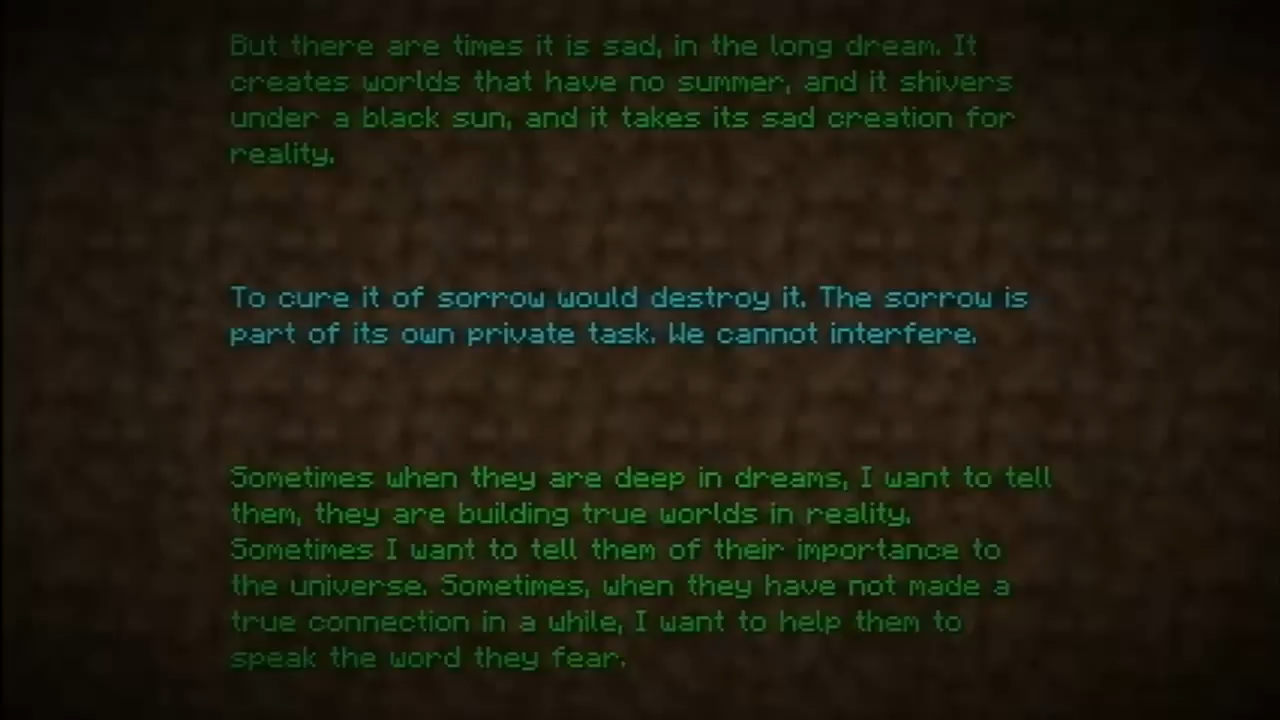 But there are times it is sad, in the long dream. It
creates worlds that have no summer, and it shivers
under a black sun, and it takes its sad creation for
reality.
To cure it of sorrow would destroy it. The sorrow is
part of its own private task. We cannot interfere.
Sometimes when they are deep in dreams, I want to tell
them, they are building true worlds in reality.
Sometimes I want to tell them of their importance to
the universe. Sometimes, when they have not made a
true connection in a while, I want to help them to
speak the word they fear.